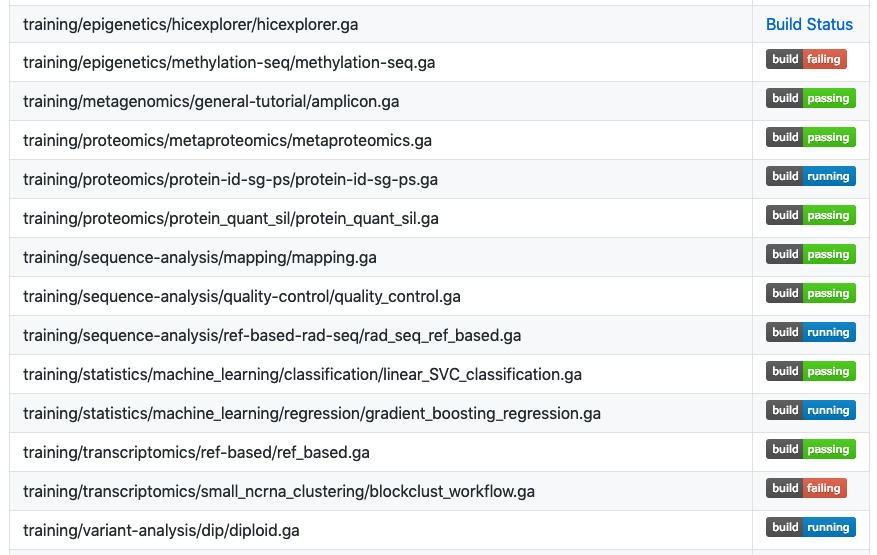 training/epigenetics/hicexplorer/hicexplorer.ga Build Status
training/epigenetics/methylation-seq/methylation-seq.ga build failing
training/metagenomics/general-tutorial/amplicon.ga build passing
training/proteomics/metaproteomics/metaproteomics.ga build passing
training/proteomics/protein-id-sg-ps/protein-id-sg-ps.ga build running
training/proteomics/protein_quant_sil/protein_quant_sil.ga build passing
training/sequence-analysis/mapping/mapping.ga build passing
training/sequence-analysis/quality-control/quality_control.ga build passing
training/sequence-analysis/ref-based-rad-seq/rad_seq_ref_based.ga build running
training/statistics/machine_learning/classification/linear_SVC_classification.ga build passing
training/statistics/machine_learning/regression/gradient_boosting_regression.ga build running
training/transcriptomics/ref-based/ref_based.ga build passing
training/transcriptomics/small_ncrna_clustering/blockclust_workflow.ga build failing
training/variant-analysis/dip/diploid.ga build running